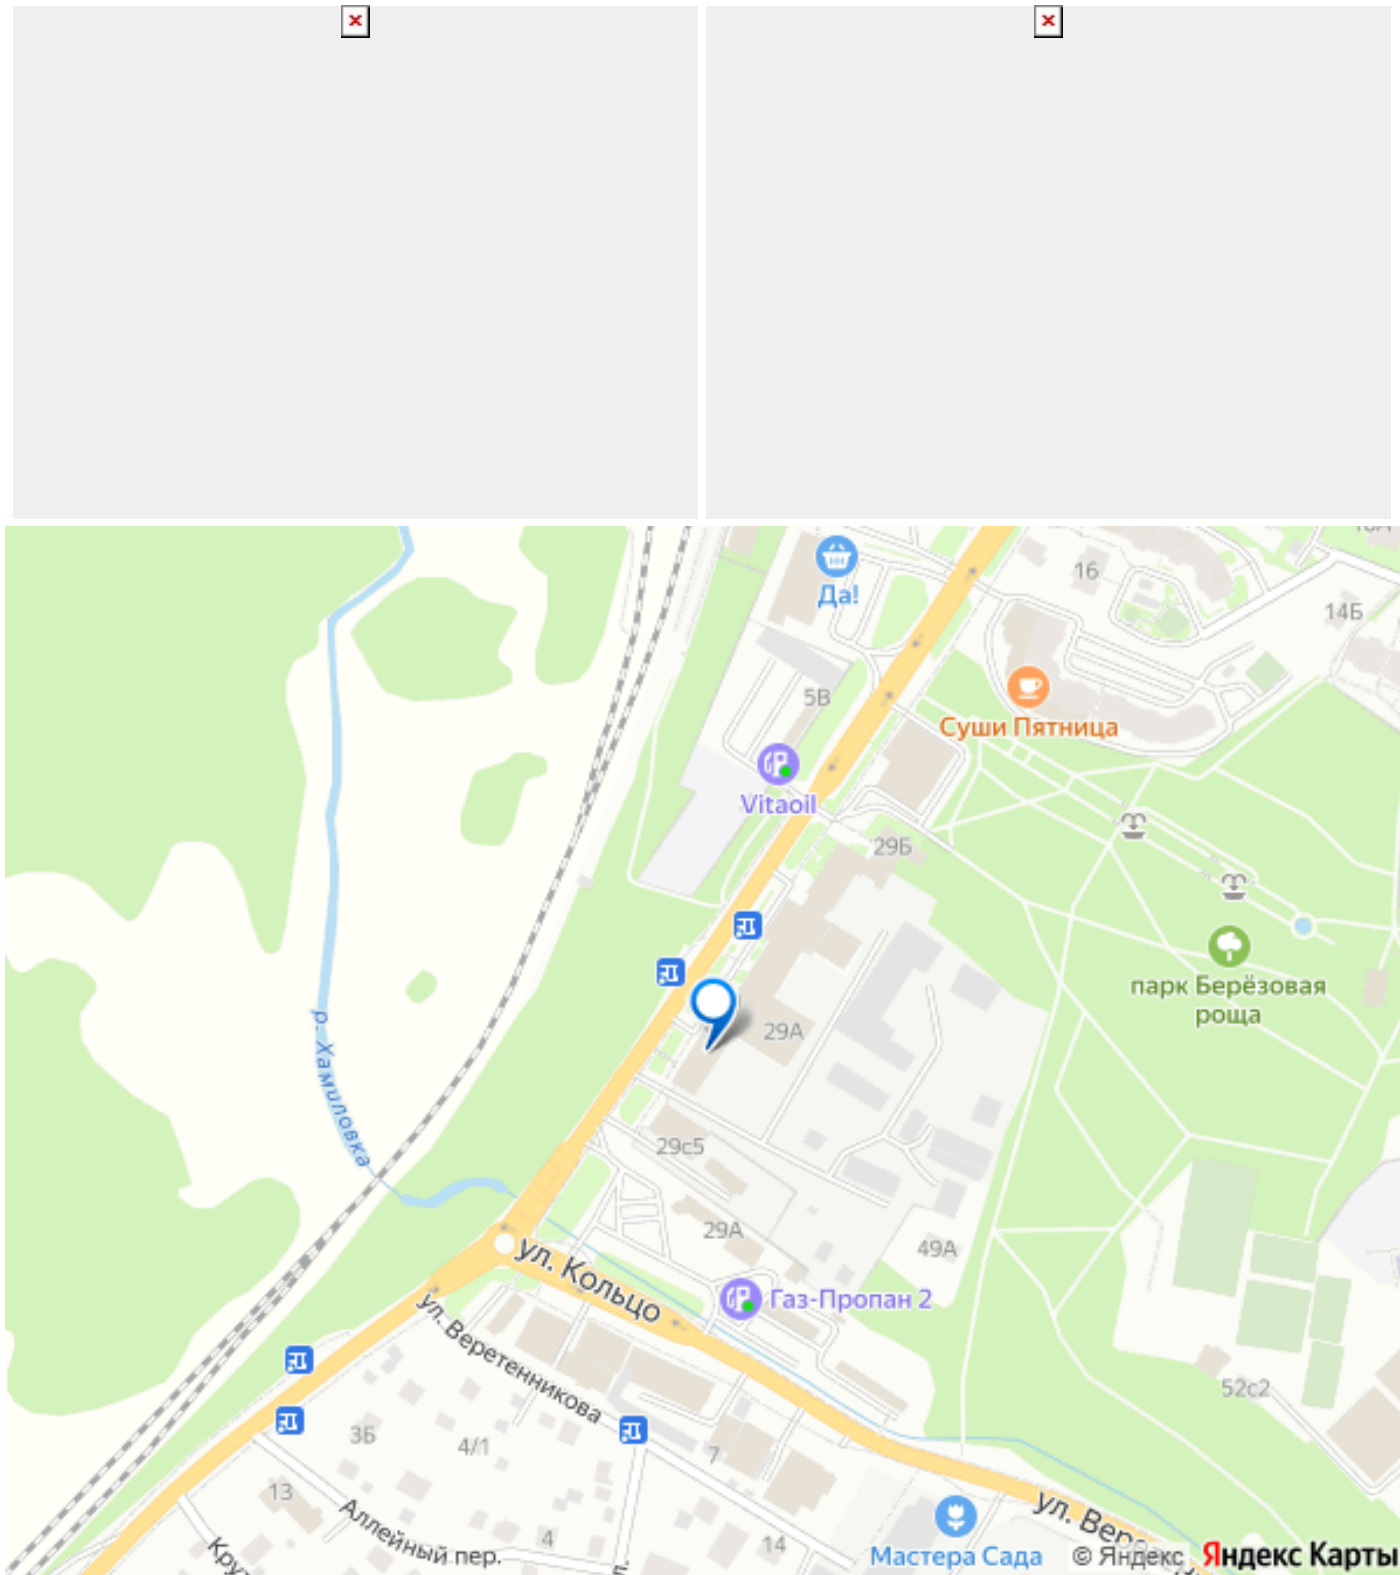 Да!
16
14Б
5В
Суши Пятница
Vitaoil
29Б
парк Берёзовая
роща
р. Хамиловка
29А
29с5
29А
49А
ул. Кольцо
Газ-Пропан 2
ул. Веретенникова
52с2
3Б
4/1
7
13
Аллейный пер.
4
14
Мастера Сада
© Яндекс
Яндекс Карты